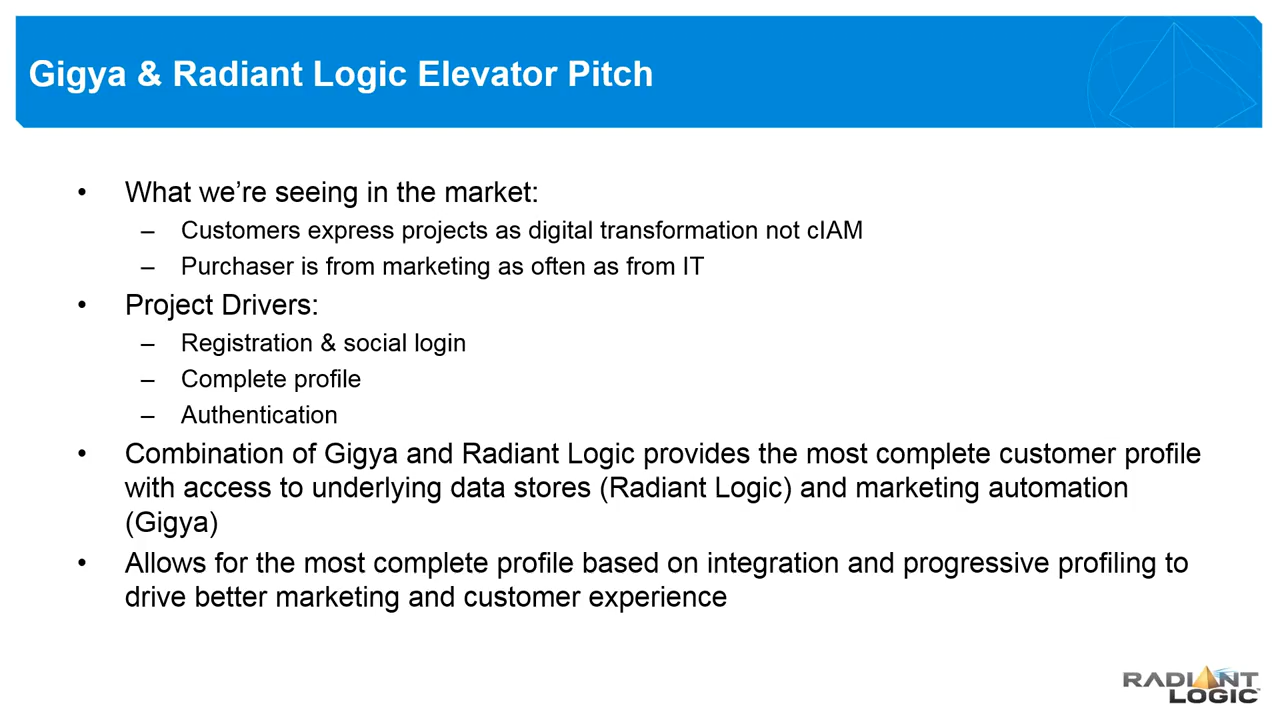 Gigya & Radiant Logic Elevator Pitch
• What we're seeing in the market:
– Customers express projects as digital transformation not cIAM
– Purchaser is from marketing as often as from IT
• Project Drivers:
– Registration & social login
– Complete profile
– Authentication
• Combination of Gigya and Radiant Logic provides the most complete customer profile
with access to underlying data stores (Radiant Logic) and marketing automation
(Gigya)
• Allows for the most complete profile based on integration and progressive profiling to
drive better marketing and customer experience
RADIANT
LOGIC